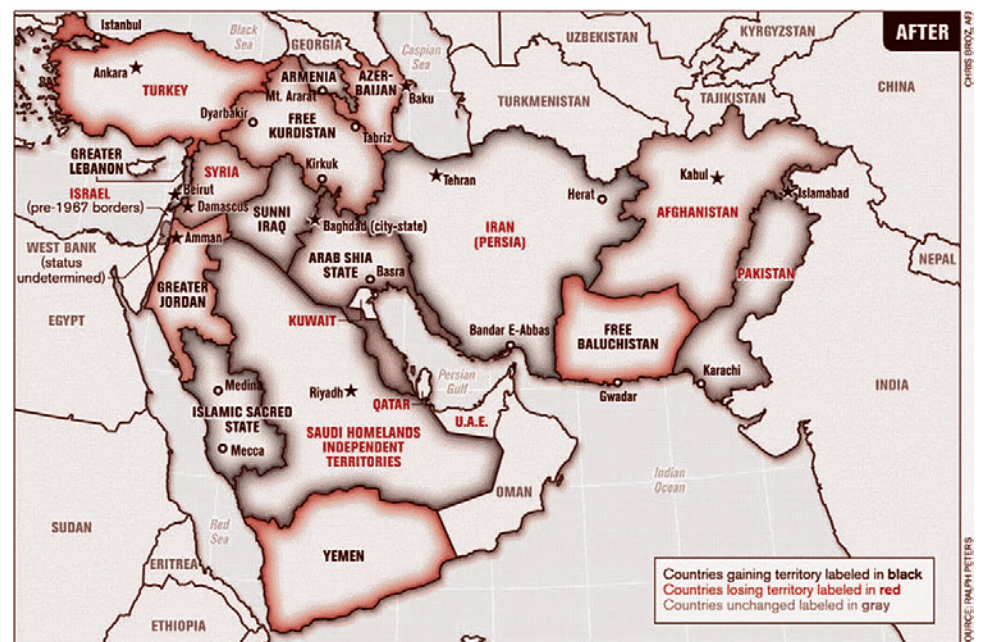 AFTER
Istanbul
Black
Sea
GEORGIA
Caspian
Sea
UZBEKISTAN
KYRGYZSTAN
CHINA
Ankara
TURKEY
ARMENIA
Mt. Ararat
AZER-
BAIJAN
Baku
TURKMENISTAN
TAJIKISTAN
Dyarbakir
FREE
KURDISTAN
Tabriz
GREATER
LEBANON
SYRIA
Kirkuk
Tehran
Herat
Kabul
Islamabad
ISRAEL
(pre-1967 borders)
Beirut
Damascus
SUNNI
IRAQ
Baghdad (city-state)
IRAN
(PERSIA)
AFGHANISTAN
WEST BANK
(status
undetermined)
Amman
ARAB SHIA
STATE
Basra
PAKISTAN
NEPAL
GREATER
JORDAN
EGYPT
KUWAIT
Bandar E-Abbas
FREE
BALUCHISTAN
Karachi
Medina
Riyadh
Persian
Gulf
Gwadar
INDIA
ISLAMIC SACRED
STATE
QATAR
U.A.E.
Mecca
SAUDI HOMELANDS
INDEPENDENT
TERRITORIES
Indian
Ocean
OMAN
SUDAN
Red
Sea
YEMEN
ERITREA
ETHIOPIA
Countries gaining territory labeled in black
Countries losing territory labeled in red
Countries unchanged labeled in gray
CHRIS BROZ,
SOURCE: RALPH PETERS